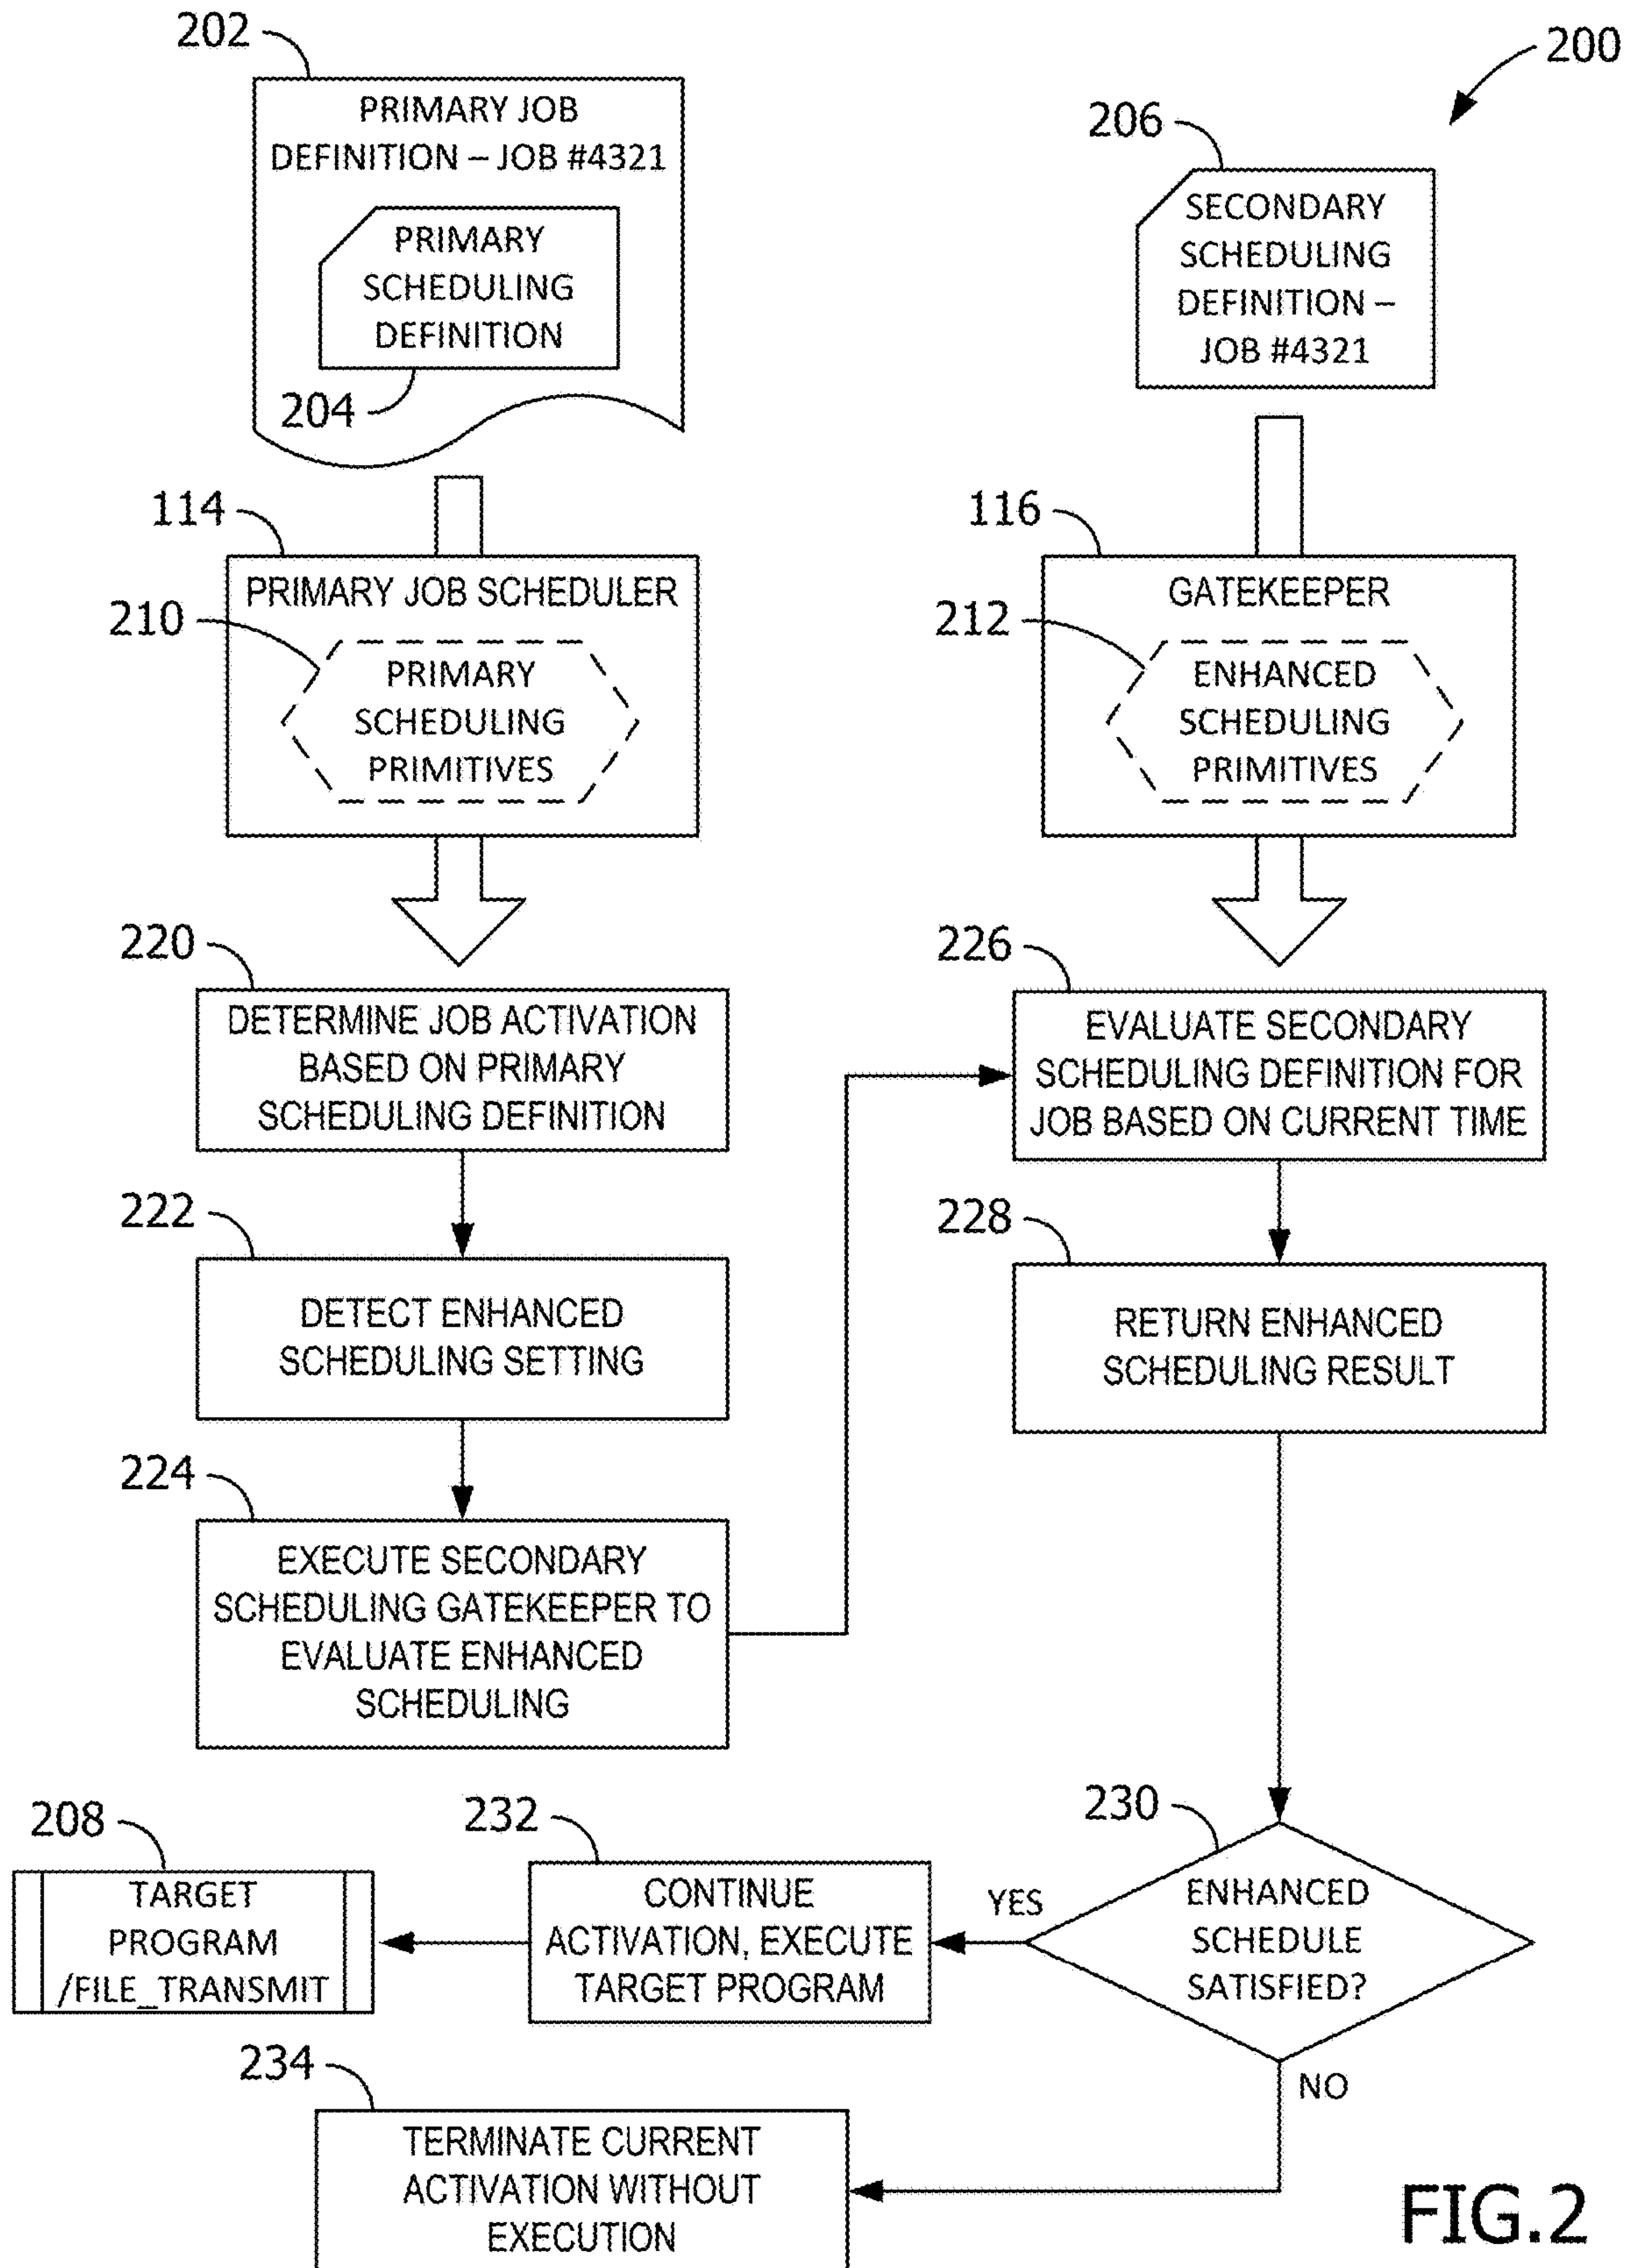 202
200
PRIMARY JOB
DEFINITION – JOB #4321
PRIMARY
SCHEDULING
DEFINITION
204
206
SECONDARY
SCHEDULING
DEFINITION –
JOB #4321
114
PRIMARY JOB SCHEDULER
210
PRIMARY
SCHEDULING
PRIMITIVES
116
GATEKEEPER
212
ENHANCED
SCHEDULING
PRIMITIVES
220
DETERMINE JOB ACTIVATION
BASED ON PRIMARY
SCHEDULING DEFINITION
222
DETECT ENHANCED
SCHEDULING SETTING
224
EXECUTE SECONDARY
SCHEDULING GATEKEEPER TO
EVALUATE ENHANCED
SCHEDULING
226
EVALUATE SECONDARY
SCHEDULING DEFINITION FOR
JOB BASED ON CURRENT TIME
228
RETURN ENHANCED
SCHEDULING RESULT
230
ENHANCED
SCHEDULE
SATISFIED?
YES
232
CONTINUE
ACTIVATION, EXECUTE
TARGET PROGRAM
208
TARGET
PROGRAM
/FILE_TRANSMIT
NO
234
TERMINATE CURRENT
ACTIVATION WITHOUT
EXECUTION
FIG.2